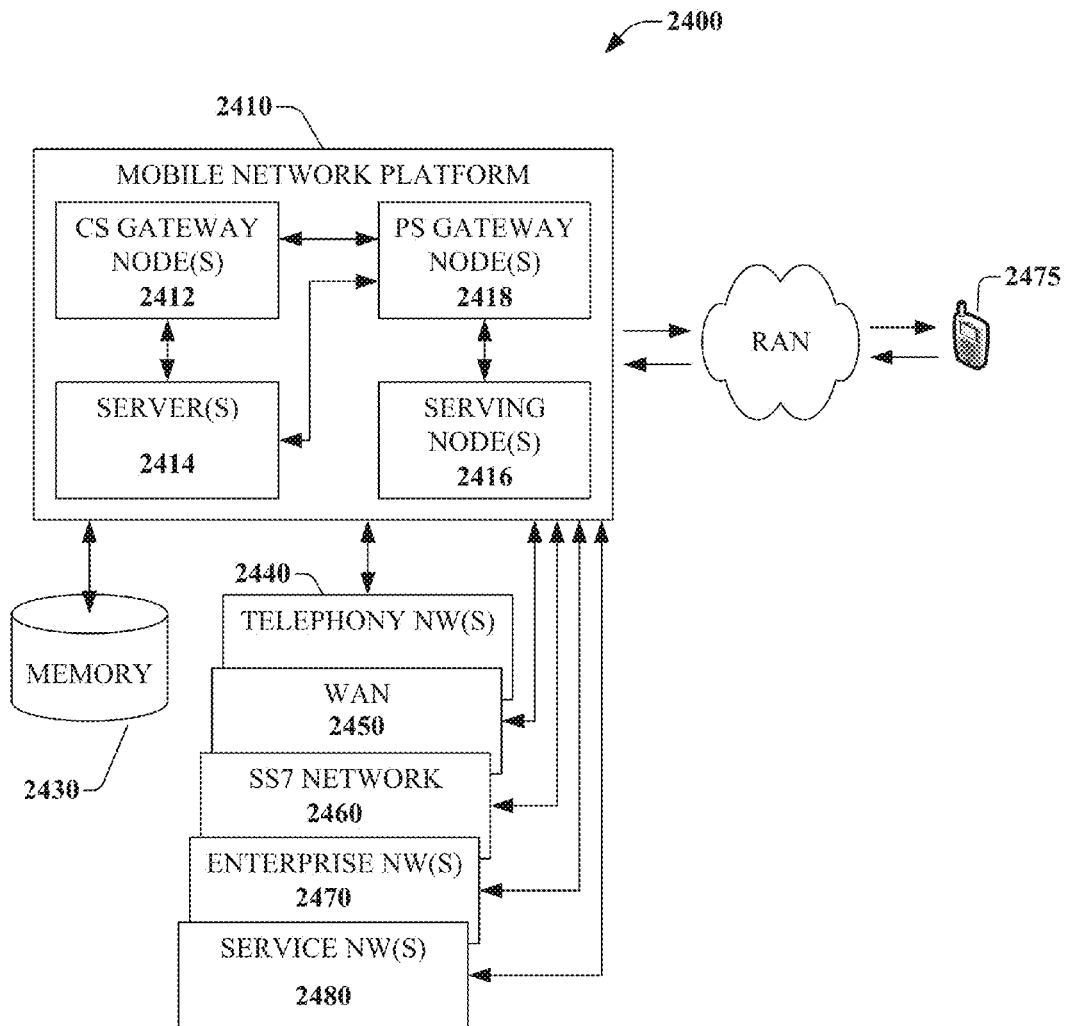 2400
2410
MOBILE NETWORK PLATFORM
CS GATEWAY
NODE(S)
2412
PS GATEWAY
NODE(S)
2418
SERVER(S)
2414
SERVING
NODE(S)
2416
RAN
2475
2440
TELEPHONY NW(S)
MEMORY
2430
WAN
2450
SS7 NETWORK
2460
ENTERPRISE NW(S)
2470
SERVICE NW(S)
2480